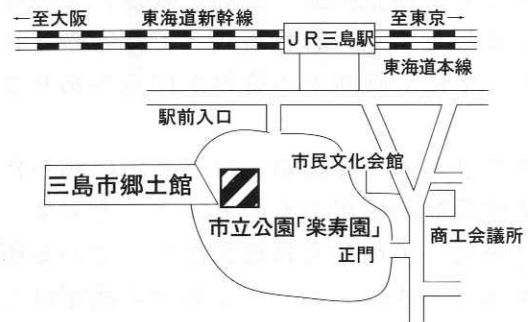 ←至大阪
東海道新幹線
至東京→
JR三島駅
東海道本線
駅前入口
市民文化会館
三島市郷土館
市立公園「楽寿園」
商工会議所
正門